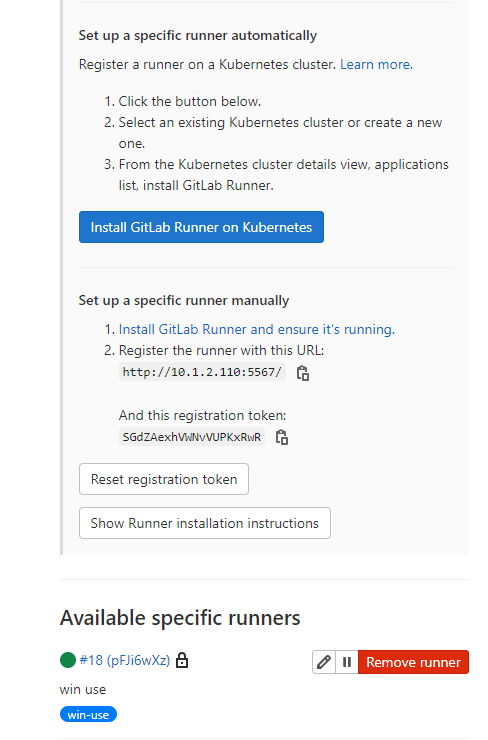 Set up a specific runner automatically
Register a runner on a Kubernetes cluster. Learn more.
1. Click the button below.
2. Select an existing Kubernetes cluster or create a new
one.
3. From the Kubernetes cluster details view, applications
list, install GitLab Runner.
Install GitLab Runner on Kubernetes
Set up a specific runner manually
1. Install GitLab Runner and ensure it's running.
2. Register the runner with this URL:
http://10.1.2.110:5567/
And this registration token:
SGdZAexhVWNvVUPKxRwR
Reset registration token
Show Runner installation instructions
Available specific runners
#18 (pFJi6wXz)
Remove runner
win use
win-use